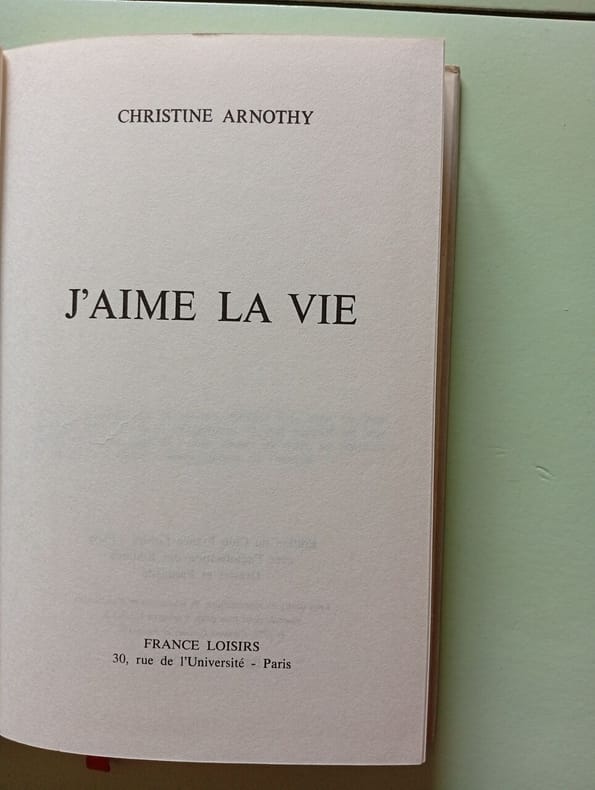 CHRISTINE ARNOTHY
J'AIME LA VIE
FRANCE LOISIRS
30, rue de l'Université - Paris